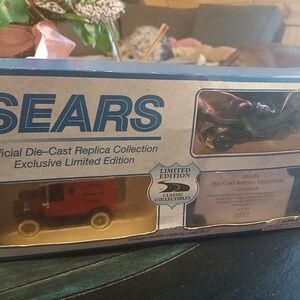 SEARS
ficial Die-Cast Replica Collection
Exclusive Limited Edition
LIMITED
EDITION
CLASSIC
COLLECTIBLES
SEARS
DIE-CAST REPLICA COLLECTION